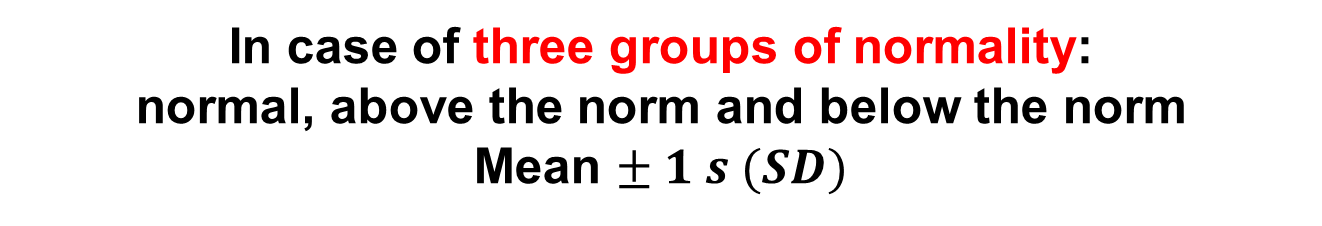 In case of three groups of normality:
normal, above the norm and below the norm
Mean ± 1 s (SD)